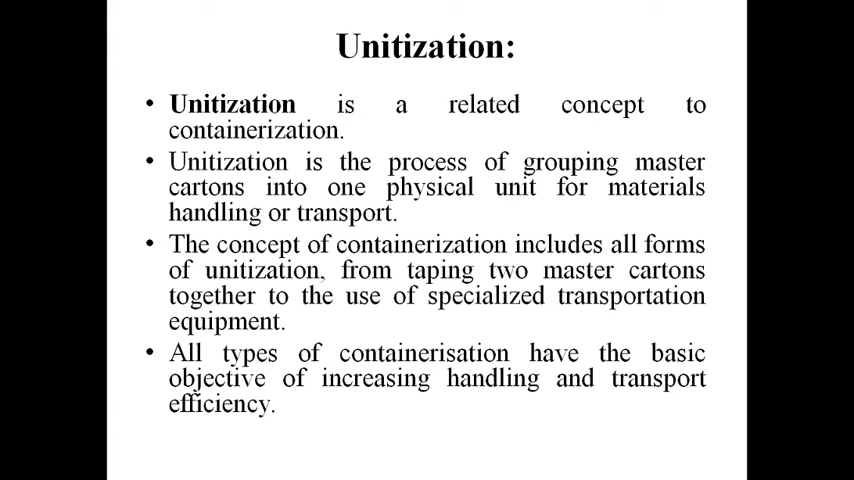 Unitization:
• Unitization is a related concept to
containerization.
• Unitization is the process of grouping master
cartons into one physical unit for materials
handling or transport.
• The concept of containerization includes all forms
of unitization, from taping two master cartons
together to the use of specialized transportation
equipment.
• All types of containerisation have the basic
objective of increasing handling and transport
efficiency.